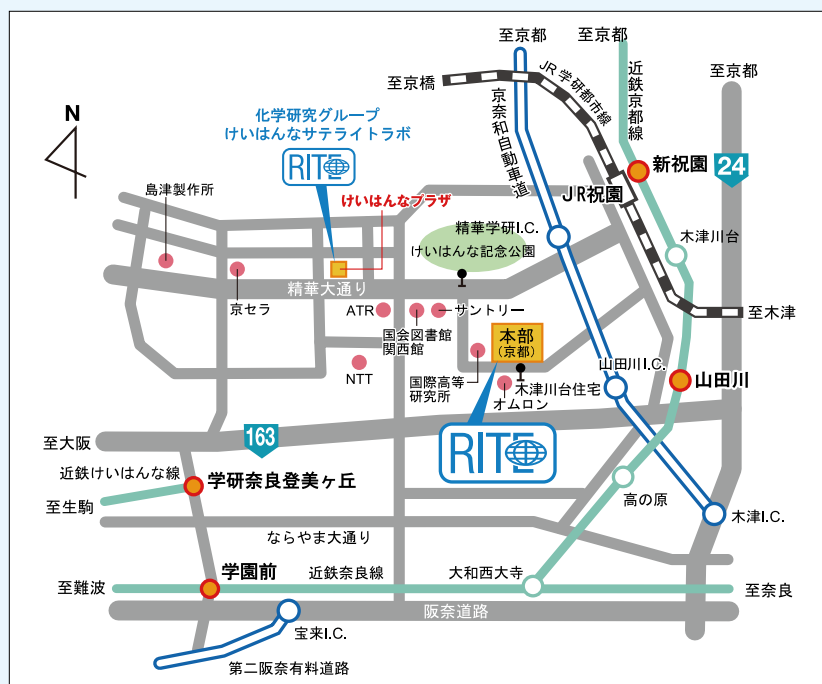 至京都
至京都
至京都
至京橋
JR学研都市線
近鉄京都線
京奈和自動車道
N
化学研究グループ
けいはんなサテライトラボ
RITE
新祝園
24
JR祝園
島津製作所
けいはんなプラザ
精華学研I.C.
けいはんな記念公園
木津川台
精華大通り
京セラ
ATR
国会図書館
関西館
サントリー
至木津
本部
(京都)
NTT
国際高等
研究所
木津川台住宅
オムロン
山田川I.C.
山田川
RITE
163
至大阪
近鉄けいはんな線
学研奈良登美ヶ丘
至生駒
高の原
木津I.C.
ならやま大通り
学園前
近鉄奈良線
大和西大寺
至難波
至奈良
阪奈道路
宝来I.C.
第二阪奈有料道路